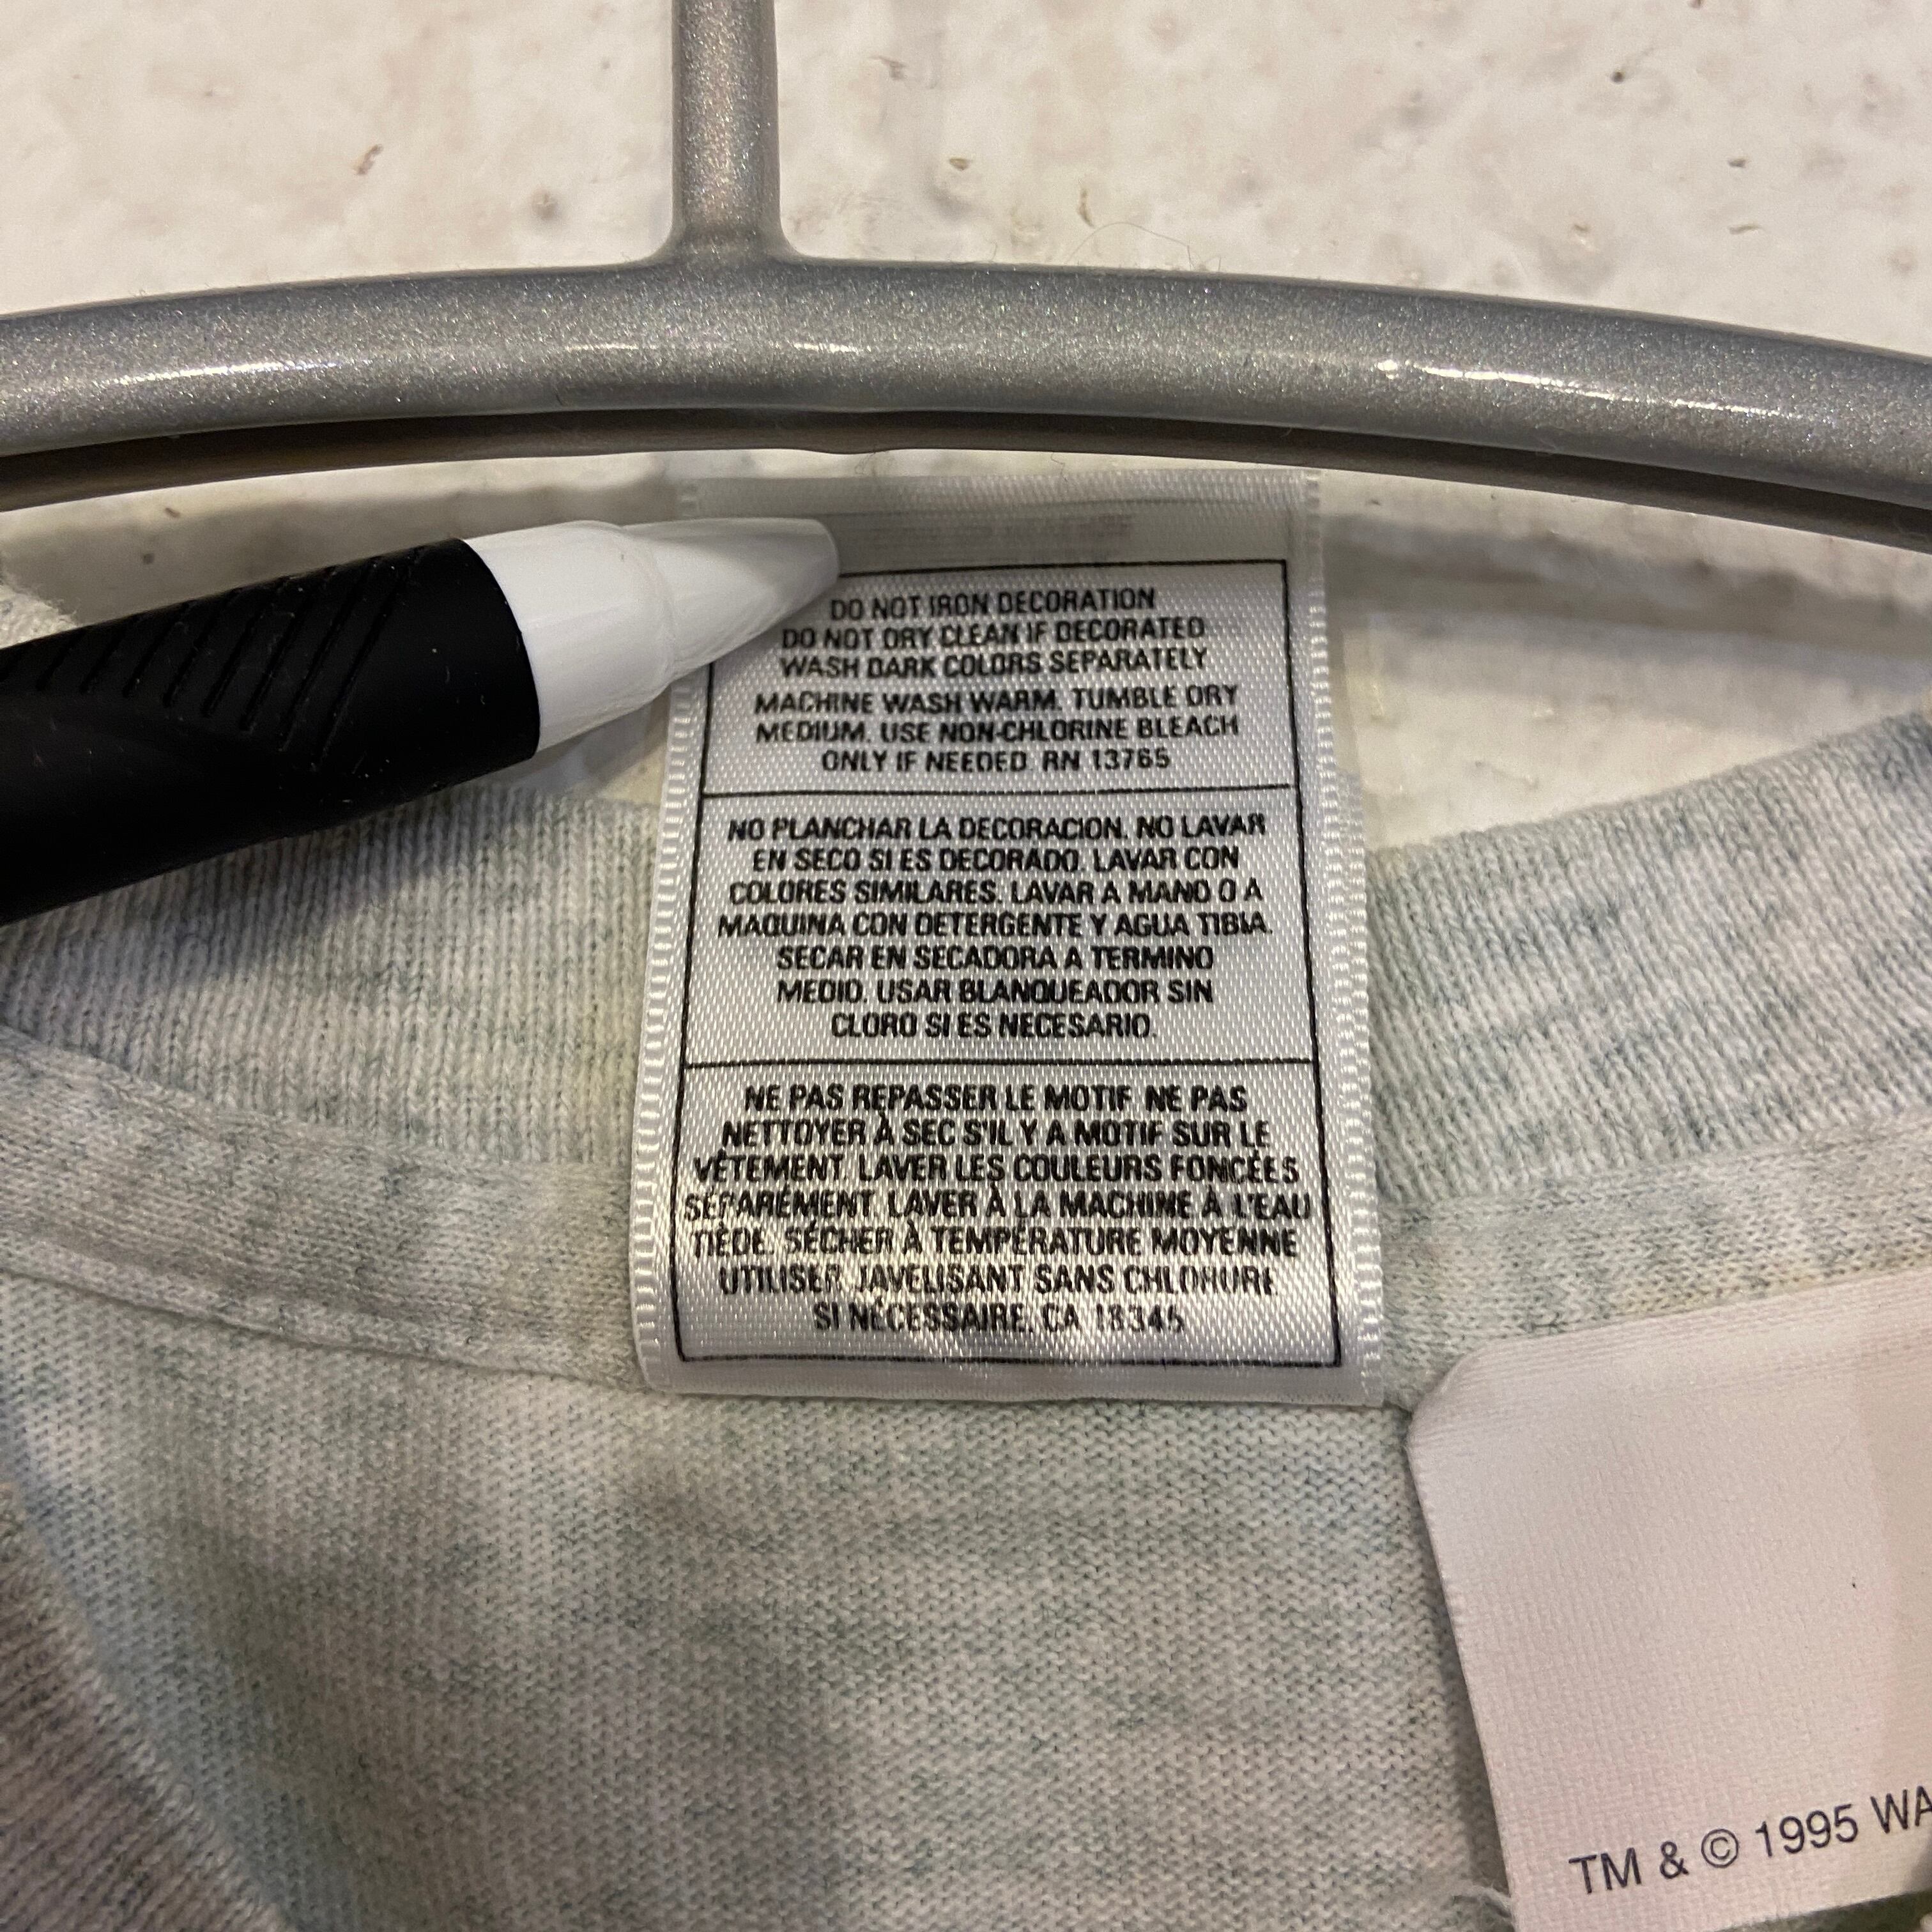 DO NOT IRON DECORATION
DO NOT DRY CLEAN IF DECORATED
WASH DARK COLORS SEPARATELY
MACHINE WASH WARM. TUMBLE DRY
MEDIUM. USE NON-CHLORINE BLEACH
ONLY IF NEEDED. RN 13765
NO PLANCHAR LA DECORACION. NO LAVAR
EN SECO SI ES DECORADO. LAVAR CON
COLORES SIMILARES. LAVAR A MANO O A
MAQUINA CON DETERGENTE Y AGUA TIBIA.
SECAR EN SECADORA A TERMINO
MEDIO. USAR BLANQUEADOR SIN
CLORO SI ES NECESARIO.
NE PAS REPASSER LE MOTIF NE PAS
NETTOYER À SEC S'IL Y A MOTIF SUR LE
VÊTEMENT. LAVER LES COULEURS FONCÉES
SÉPARÉMENT. LAVER À LA MACHINE À L'EAU
TIÈDE. SÉCHER À TEMPÉRATURE MOYENNE
UTILISER JAVELISANT SANS CHLORURE
SI NÉCESSAIRE. CA 18345
TM & © 1995 WA